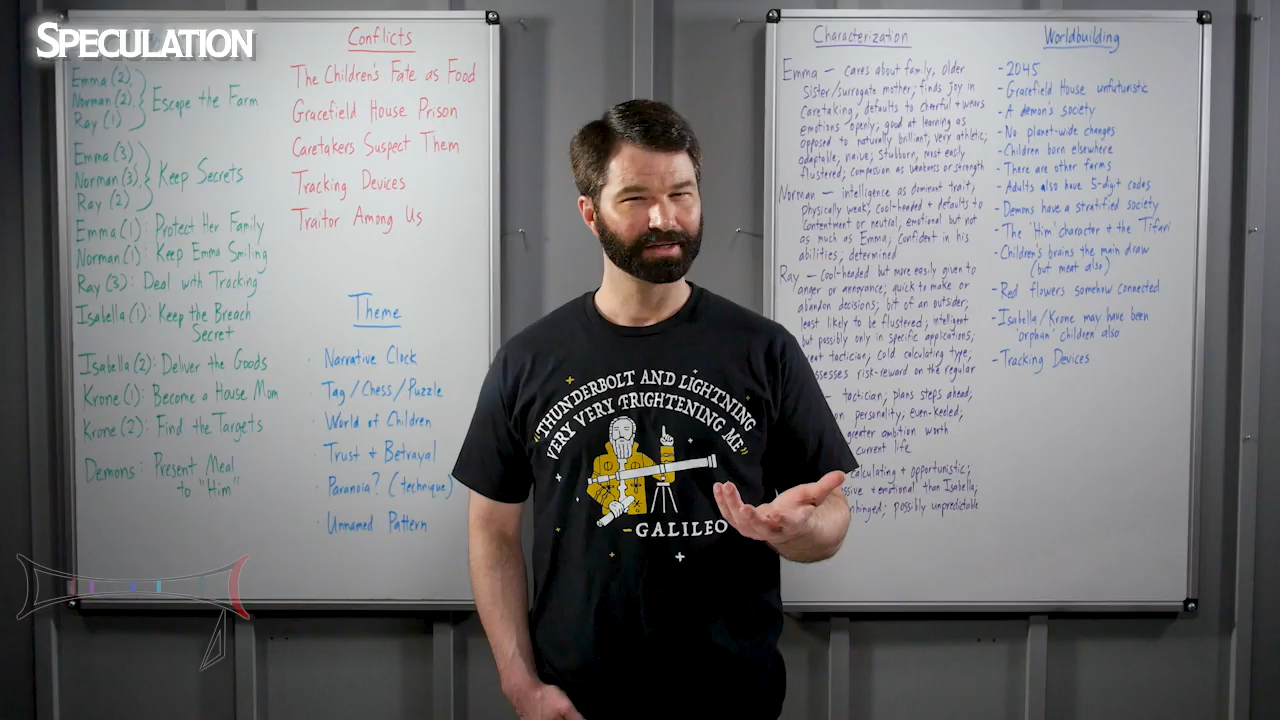 SPECULATION
Emma (2)
Norman (2)
Ray (1)
Escape the Farm
Emma (3)
Norman (3)
Ray (2)
Keep Secrets
Emma (1): Protect Her Family
Norman (1): Keep Emma Smiling
Ray (3): Deal with Tracking
Isabella (1): Keep the Breach
Secret
Isabella (2): Deliver the Goods
Krone (1): Become a House Mom
Krone (2): Find the Targets
Demons: Present Meal
to "Him"
Conflicts
The Children's Fate as Food
Gracefield House Prison
Caretakers Suspect Them
Tracking Devices
Traitor Among Us
Theme
· Narrative Clock
· Tag/Chess/Puzzle
· World of Children
· Trust + Betrayal
· Paranoia? (technique)
· Unnamed Pattern
"THUNDERBOLT AND LIGHTNING
VERY VERY FRIGHTENING ME"
-GALILEO
Characterization
Emma — cares about family, older
sister/surrogate mother; finds joy in
caretaking, defaults to cheerful + wears
emotions openly; good at learning as
opposed to naturally brilliant, very athletic;
adaptable, naive; stubborn, most easily
flustered; compassion as weakness or strength
Norman — intelligence as dominant trait;
physically weak; cool-headed + defaults to
contentment or neutral, emotional but not
as much as Emma; confident in his
abilities, determined
Ray — cool-headed but more easily given to
anger or annoyance; quick to make or
abandon decisions; bit of an outsider;
least likely to be flustered; intelligent
but possibly only in specific applications;
eat tactician, cold calculating type,
sesses risk-reward on the regular
— tactician; plans steps ahead;
on personality; even-keeled;
greater ambition worth
current life
calculating + opportunistic;
ssive + emotional than Isabella;
nhinged; possibly unpredictable
Worldbuilding
- 2045
- Gracefield House unfuturistic
- A demon's society
- No planet-wide changes
- Children born elsewhere
- There are other farms
- Adults also have 5-digit codes
- Demons have a stratified society
- The "Him" character + the Tifari
- Children's brains the main draw
(but meat also)
- Red flowers somehow connected
- Isabella/Krone may have been
'orphan' children also
- Tracking Devices